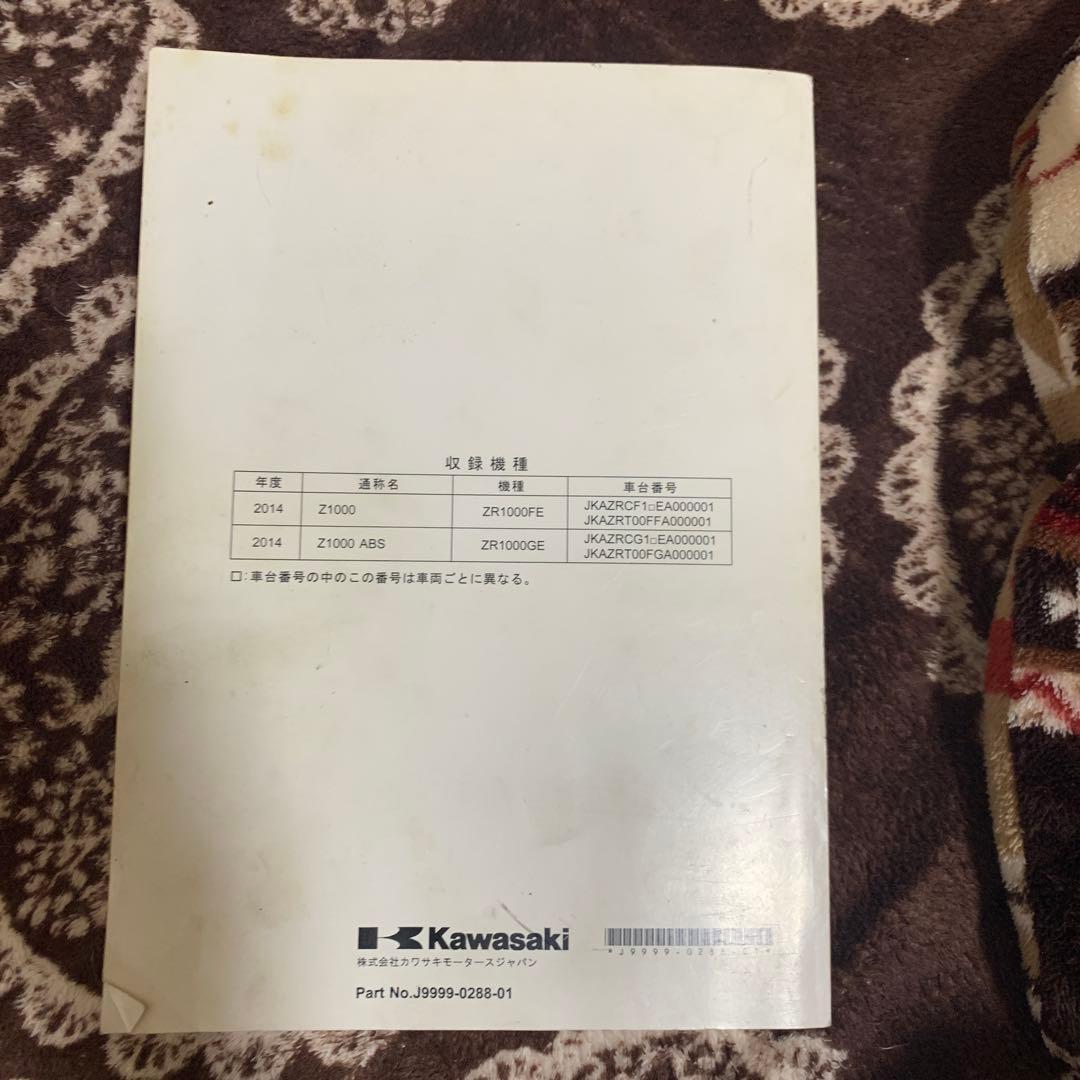 収録機種
年度 通称名 機種 車台番号
2014 Z1000 ZR1000FE JKAZRCF1□EA000001
JKAZRT00FFA000001
2014 Z1000 ABS ZR1000GE JKAZRCG1□EA000001
JKAZRT00FGA000001
□:車台番号の中のこの番号は車両ごとに異なる。
Kawasaki
株式会社カワサキモータースジャパン
*J9999-0288-01*
Part No.J9999-0288-01